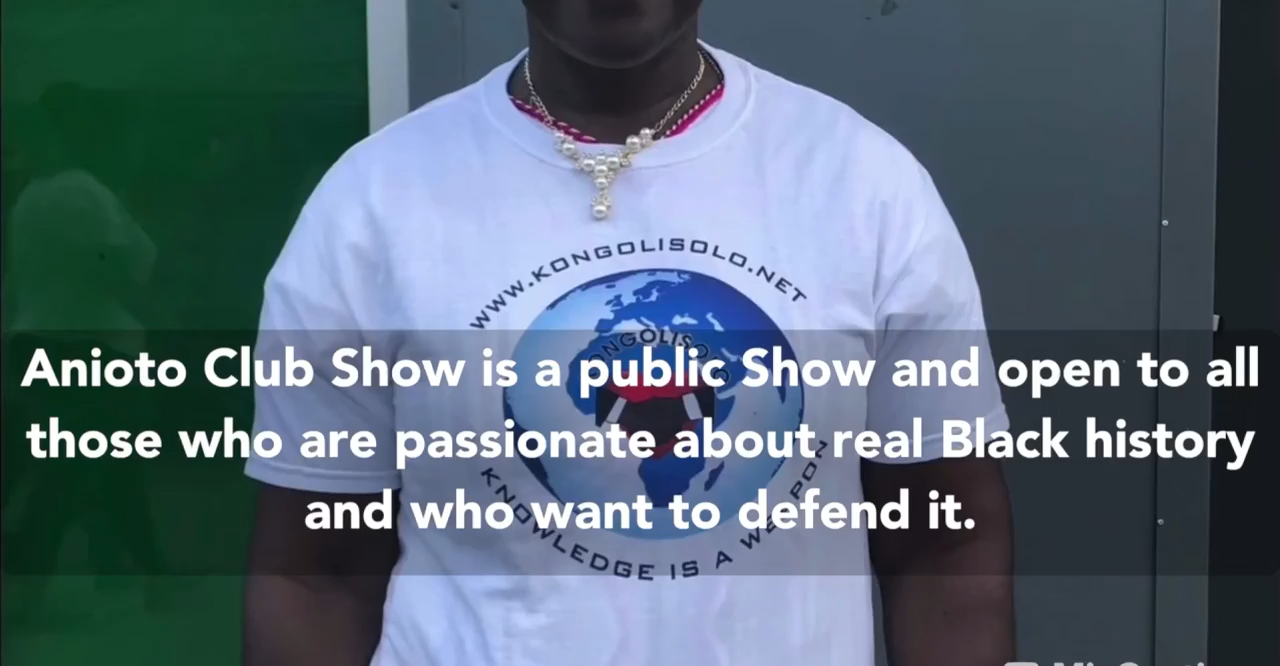 WWW.KONGOLISOLO.NET
Anioto Club Show is a public Show and open to all
those who are passionate about real Black history
and who want to defend it.
KNOWLEDGE IS A WEAPON